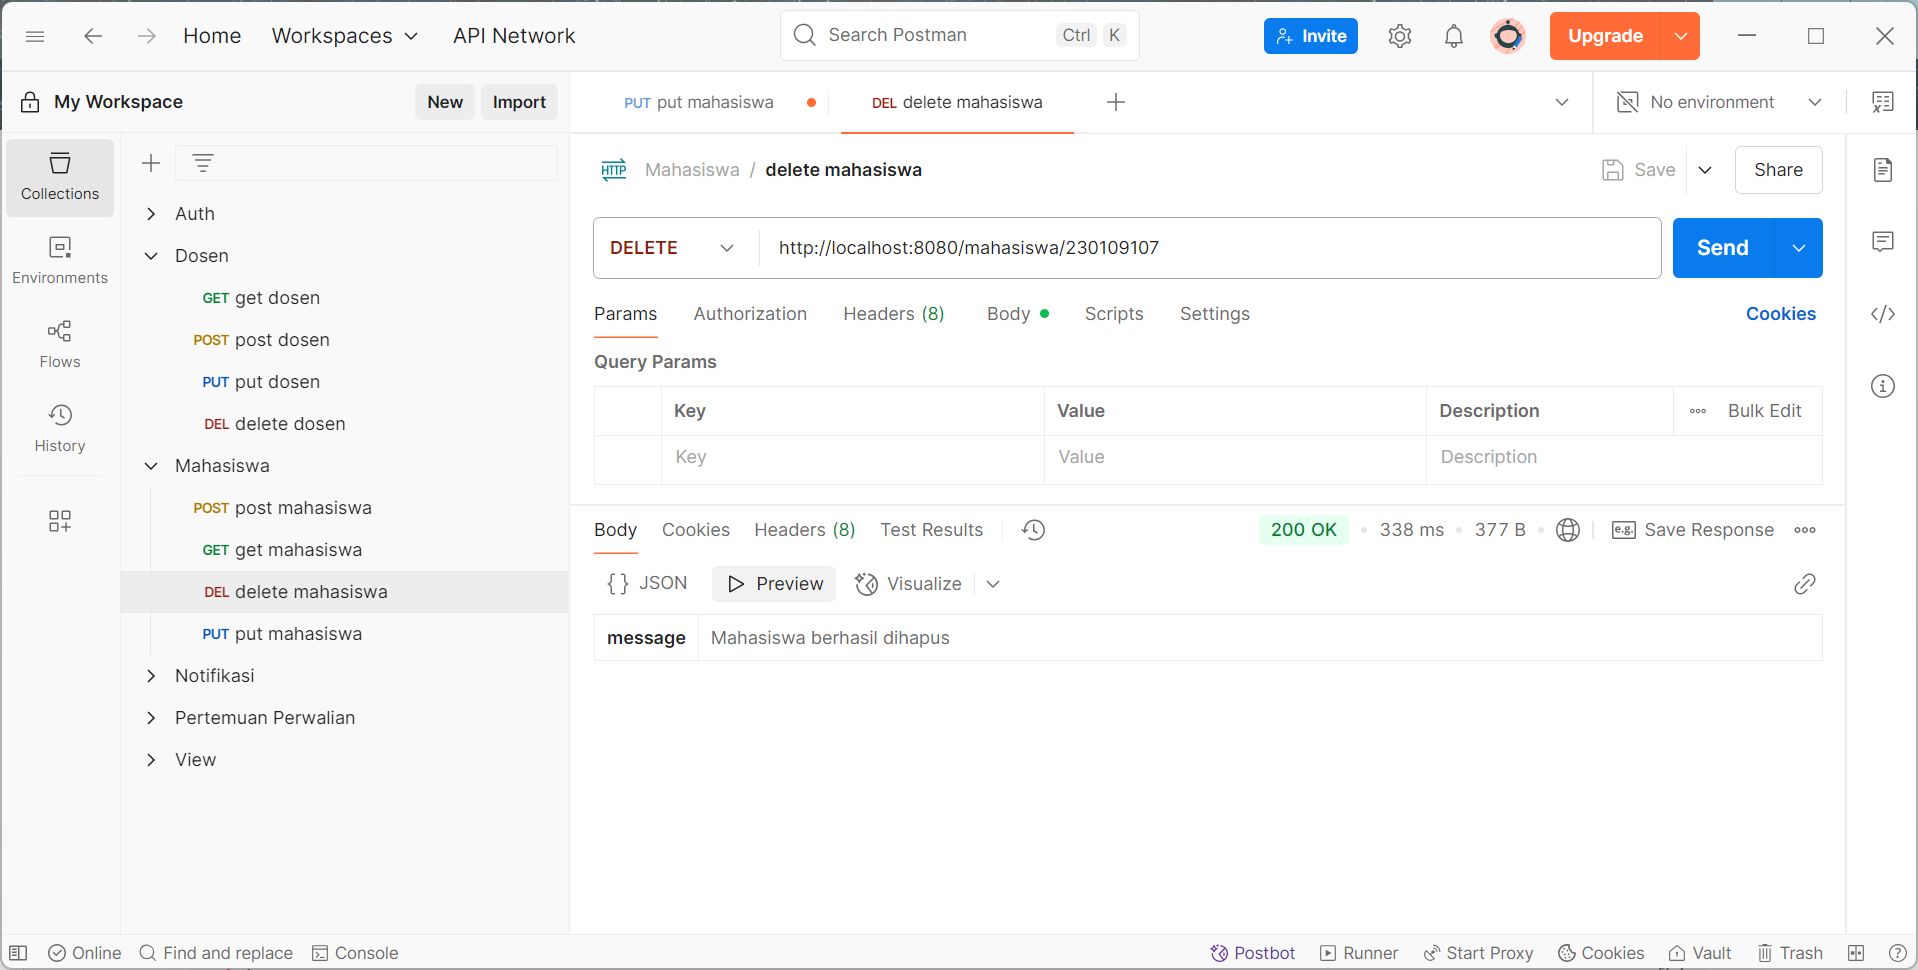 Home Workspaces API Network Search Postman Ctrl K Invite Upgrade
My Workspace New Import PUT put mahasiswa DEL delete mahasiswa No environment
Collections
Environments
Flows
History
Auth
Dosen
GET get dosen
POST post dosen
PUT put dosen
DEL delete dosen
Mahasiswa
POST post mahasiswa
GET get mahasiswa
DEL delete mahasiswa
PUT put mahasiswa
Notifikasi
Pertemuan Perwalian
View
HTTP Mahasiswa / delete mahasiswa Save Share
DELETE http://localhost:8080/mahasiswa/230109107 Send
Params Authorization Headers (8) Body Scripts Settings Cookies
Query Params
Key Value Description Bulk Edit
Key Value Description
Body Cookies Headers (8) Test Results 200 OK 338 ms 377 B e.g. Save Response
{} JSON Preview Visualize
message Mahasiswa berhasil dihapus
Online Find and replace Console Postbot Runner Start Proxy Cookies Vault Trash